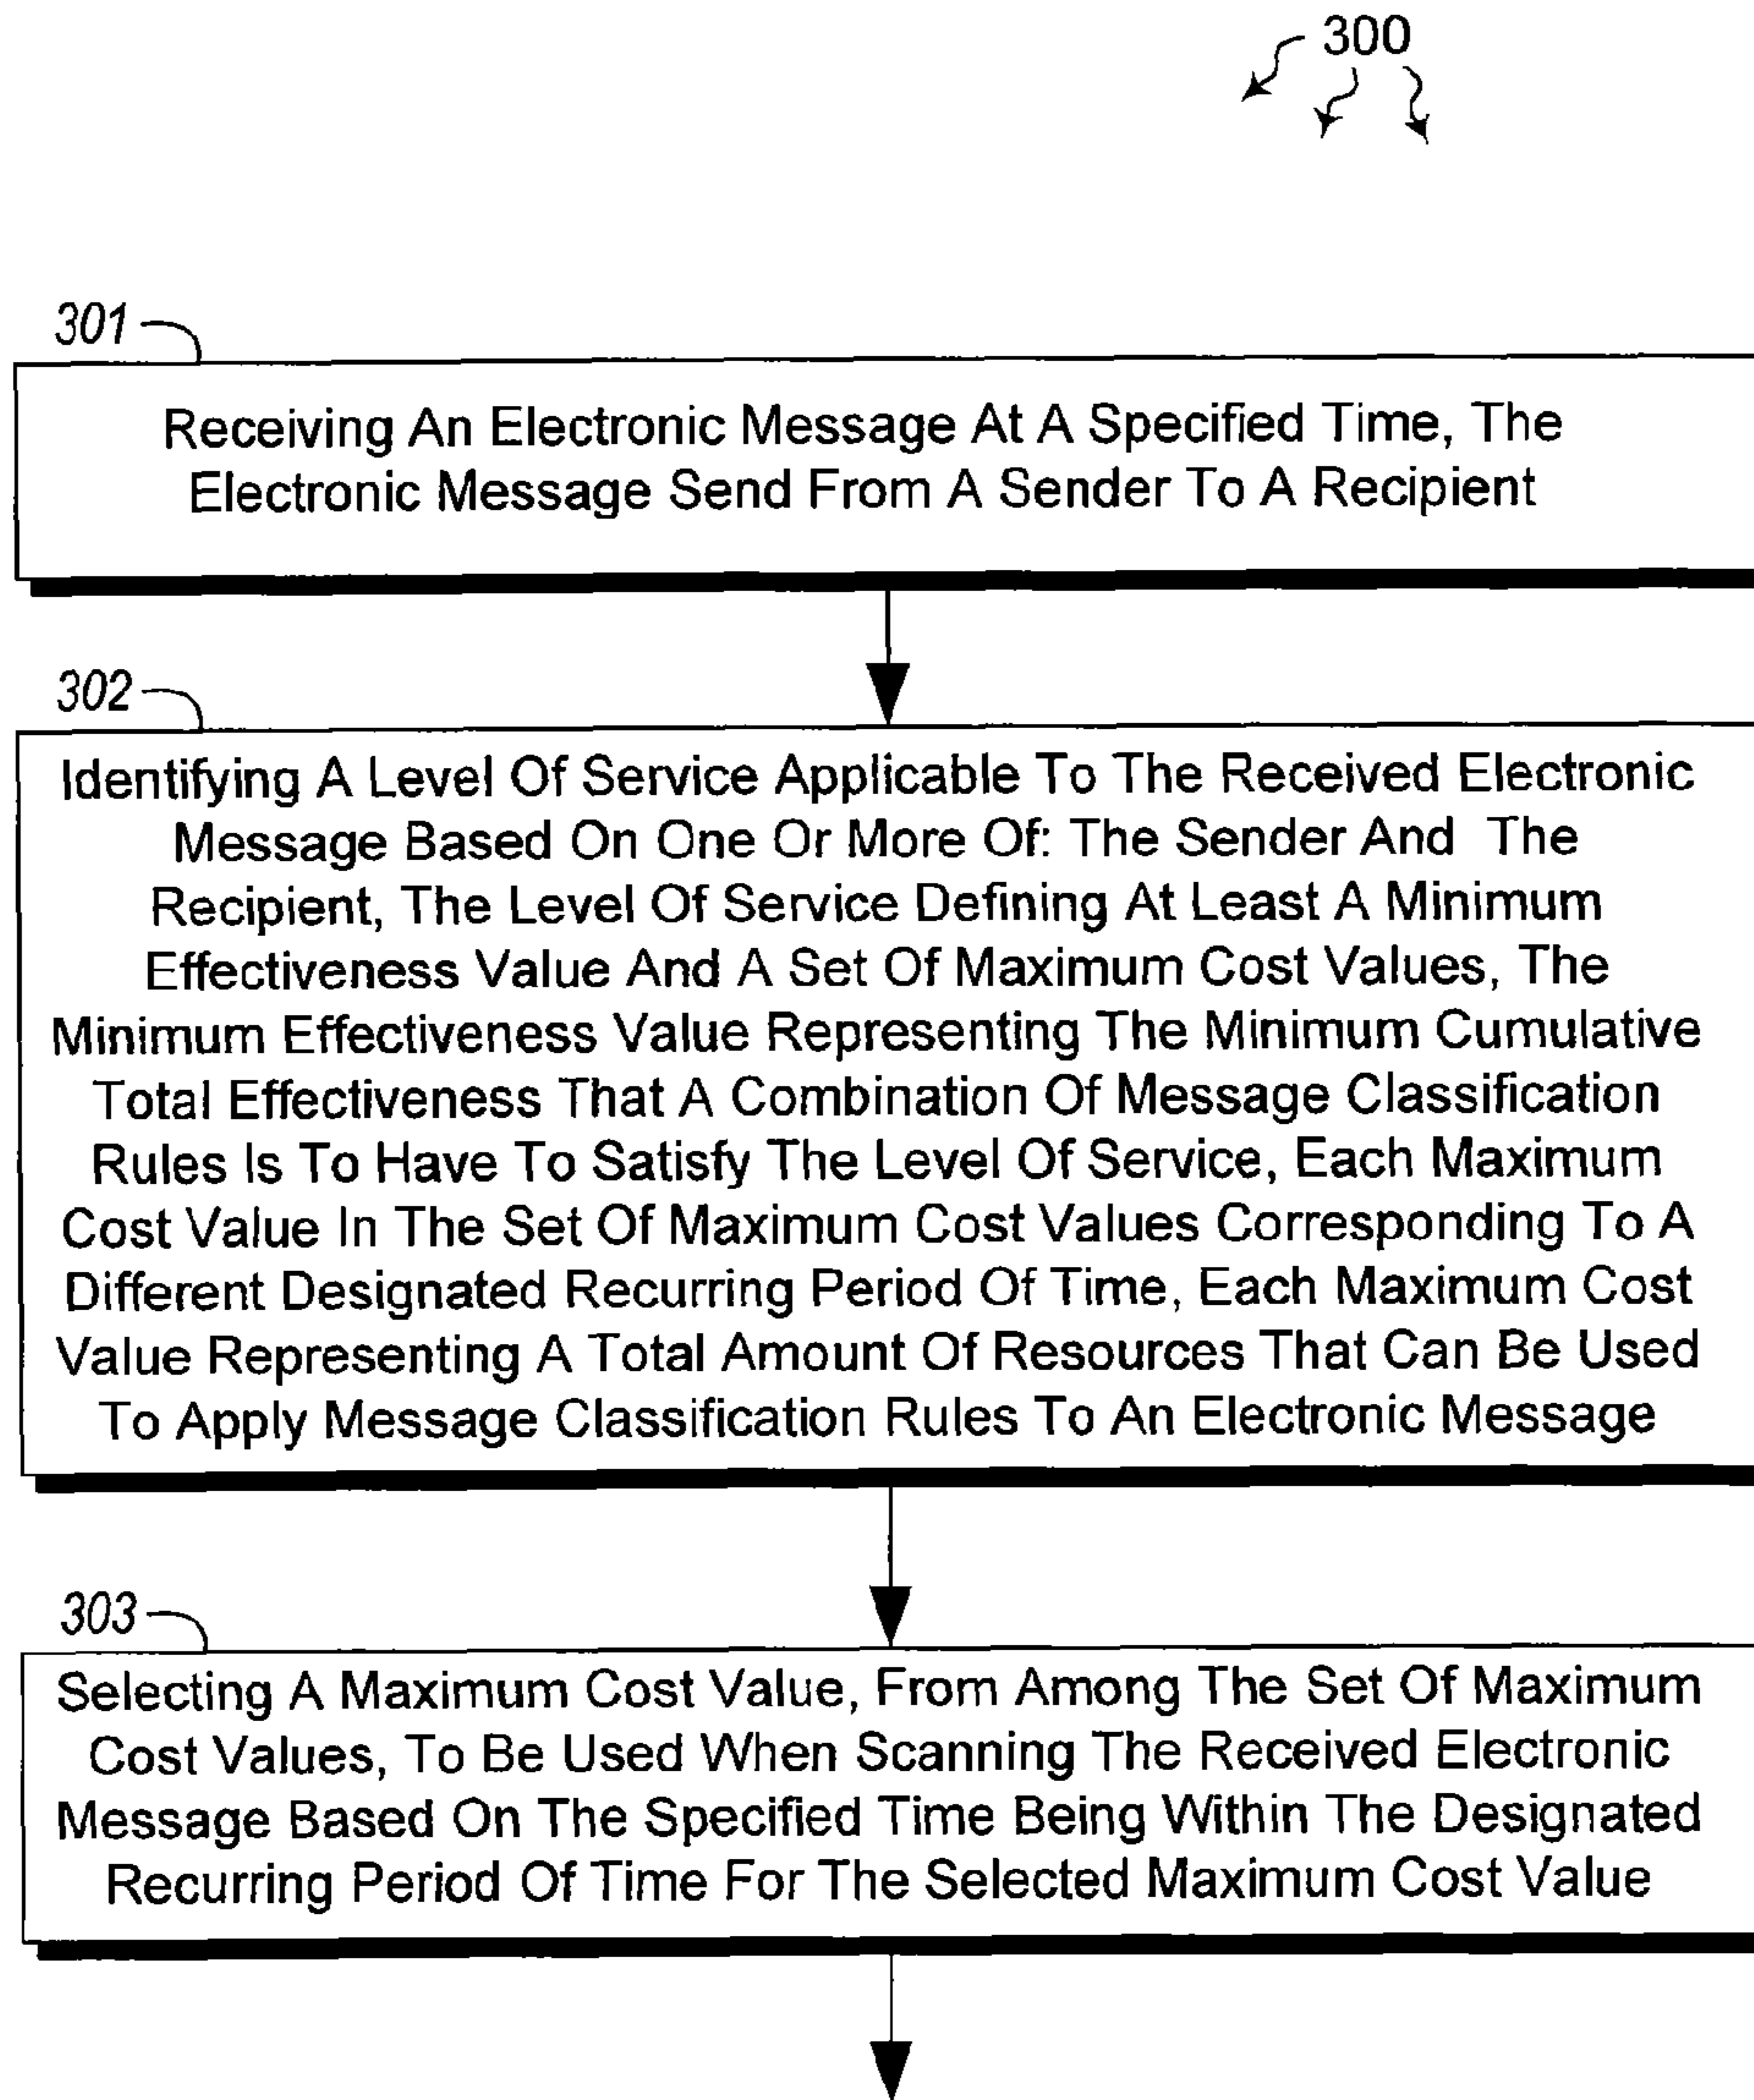 300
301
Receiving An Electronic Message At A Specified Time, The
Electronic Message Send From A Sender To A Recipient
302
Identifying A Level Of Service Applicable To The Received Electronic
Message Based On One Or More Of: The Sender And The
Recipient, The Level Of Service Defining At Least A Minimum
Effectiveness Value And A Set Of Maximum Cost Values, The
Minimum Effectiveness Value Representing The Minimum Cumulative
Total Effectiveness That A Combination Of Message Classification
Rules Is To Have To Satisfy The Level Of Service, Each Maximum
Cost Value In The Set Of Maximum Cost Values Corresponding To A
Different Designated Recurring Period Of Time, Each Maximum Cost
Value Representing A Total Amount Of Resources That Can Be Used
To Apply Message Classification Rules To An Electronic Message
303
Selecting A Maximum Cost Value, From Among The Set Of Maximum
Cost Values, To Be Used When Scanning The Received Electronic
Message Based On The Specified Time Being Within The Designated
Recurring Period Of Time For The Selected Maximum Cost Value